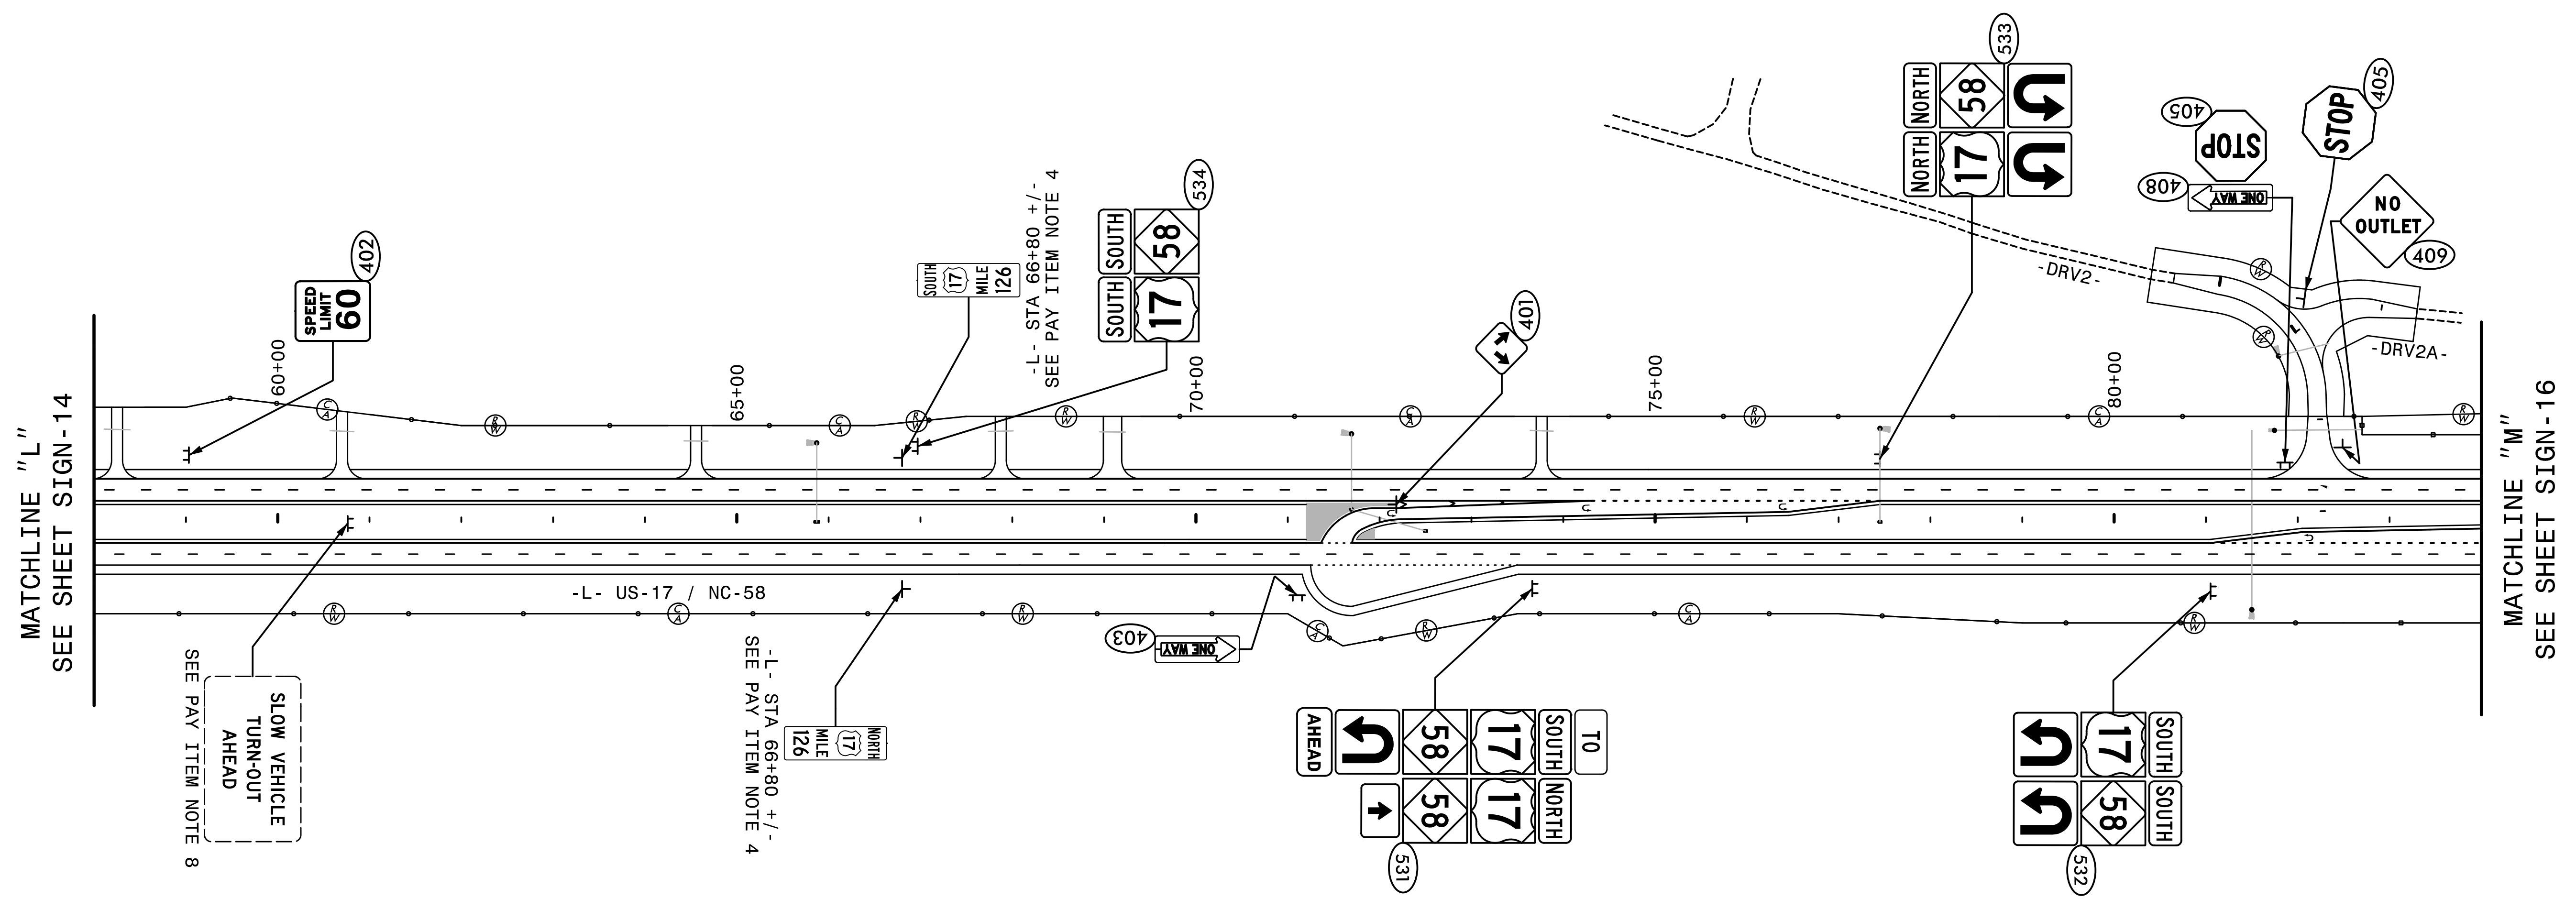 MATCHLINE "L"
SEE SHEET SIGN-14
SPEED
LIMIT
60
402
60+00
65+00
SOUTH
17
MILE
126
-L- STA 66+80 +/-
SEE PAY ITEM NOTE 4
SOUTH
58
SOUTH
17
534
70+00
401
75+00
NORTH
58
NORTH
17
533
-DRV2-
80+00
STOP
405
ONE WAY
408
STOP
405
NO
OUTLET
409
-DRV2A-
MATCHLINE "M"
SEE SHEET SIGN-16
C
A
R
W
C
A
R
W
R
W
C
A
R
W
C
A
R
W
R
W
R
W
R
W
-L- US-17 / NC-58
R
W
C
A
R
W
C
A
R
W
C
A
R
W
SLOW VEHICLE
TURN-OUT
AHEAD
SEE PAY ITEM NOTE 8
-L- STA 66+80 +/-
SEE PAY ITEM NOTE 4
NORTH
17
MILE
126
403
ONE WAY
TO
SOUTH
17
58
AHEAD
NORTH
17
58
531
SOUTH
17
SOUTH
58
532